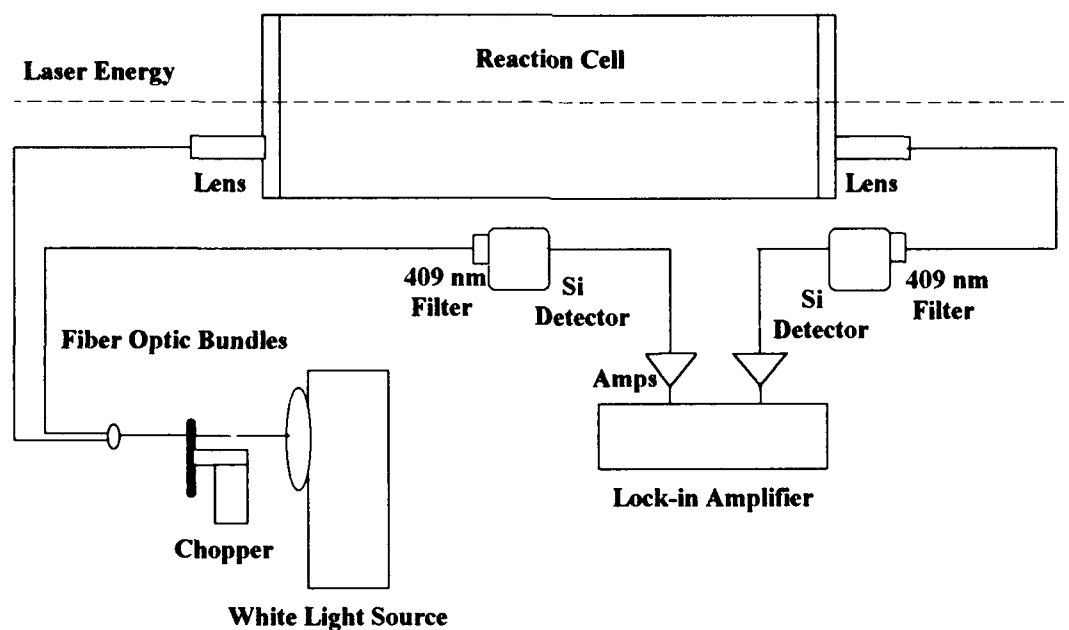 Reaction Cell
Laser Energy
Lens
Lens
409 nm
Filter
Si
Detector
Si
Detector
409 nm
Filter
Fiber Optic Bundles
Amps
Lock-in Amplifier
Chopper
White Light Source